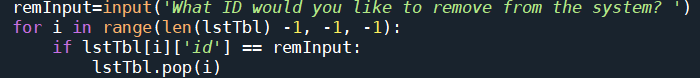 remInput=input('What ID would you like to remove from the system? ')
for i in range(len(lstTbl) -1, -1, -1):
    if lstTbl[i]['id'] == remInput:
        lstTbl.pop(i)